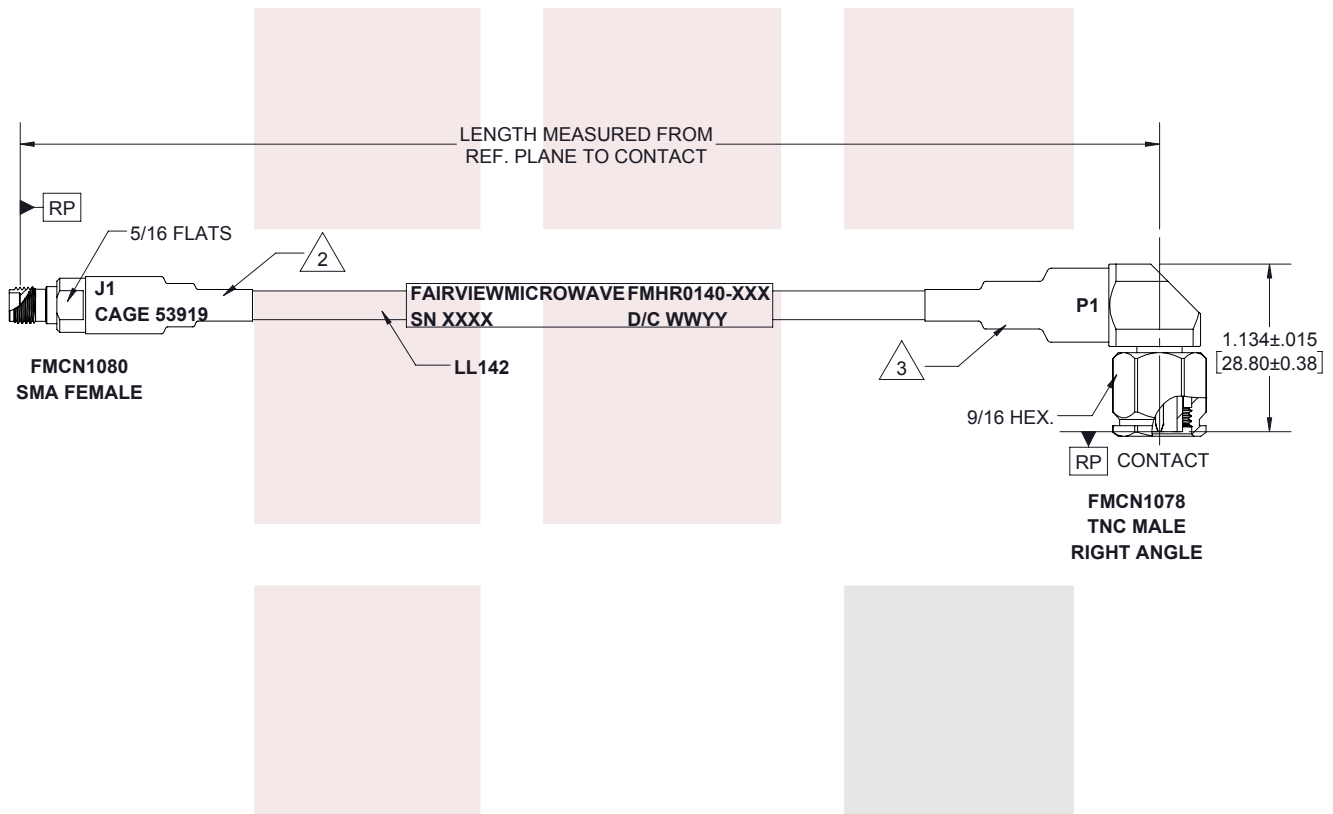 LENGTH MEASURED FROM
REF. PLANE TO CONTACT
RP
5/16 FLATS
2
J1
CAGE 53919
FAIRVIEWMICROWAVE FMHR0140-XXX
SN XXXX D/C WWYY
P1
1.134±.015
[28.80±0.38]
LL142
3
FMCN1080
SMA FEMALE
9/16 HEX.
RP CONTACT
FMCN1078
TNC MALE
RIGHT ANGLE